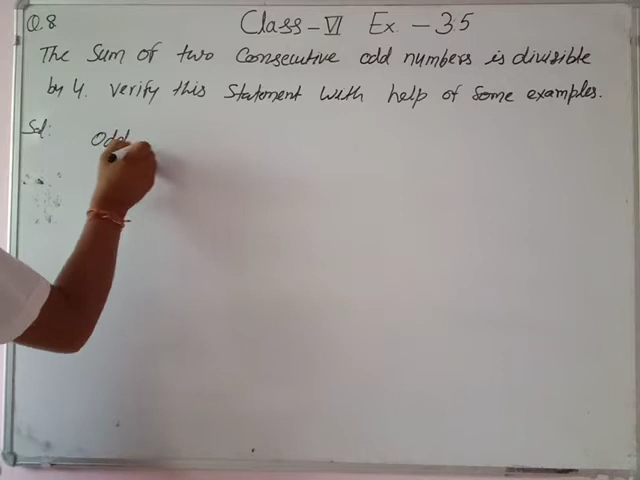 Q.8 Class-VI Ex. - 3.5
The Sum of two Consecutive odd numbers is divisible
by 4. Verify this Statement with help of Some examples.
Sol: Odd